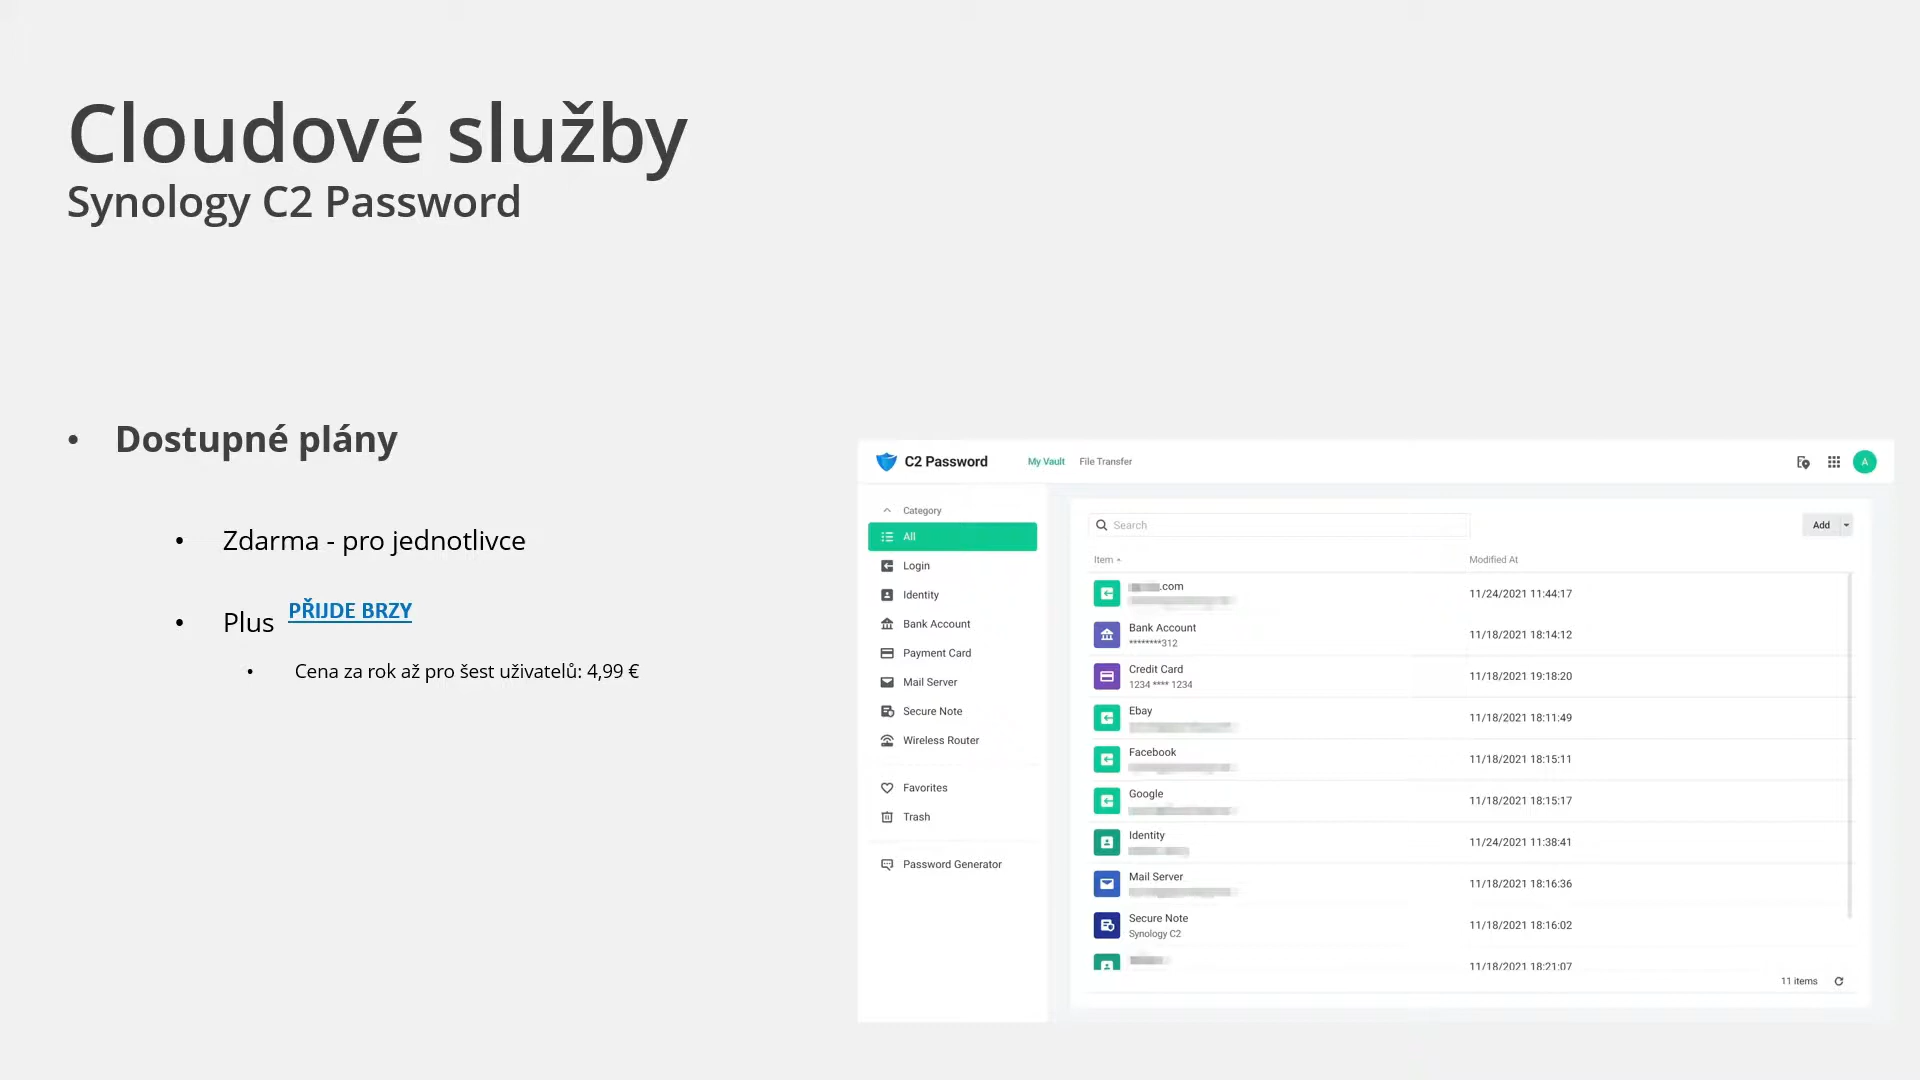 Cloudové služby
Synology C2 Password
• Dostupné plány
• Zdarma - pro jednotlivce
• Plus PŘIJDE BRZY
• Cena za rok až pro šest uživatelů: 4,99 €
C2 Password My Vault File Transfer A
Category
All
Login
Identity
Bank Account
Payment Card
Mail Server
Secure Note
Wireless Router
Favorites
Trash
Password Generator
Search Add
Item Modified At
.com 11/24/2021 11:44:17
Bank Account 11/18/2021 18:14:12
********312
Credit Card 11/18/2021 19:18:20
1234 **** 1234
Ebay 11/18/2021 18:11:49
Facebook 11/18/2021 18:15:11
Google 11/18/2021 18:15:17
Identity 11/24/2021 11:38:41
Mail Server 11/18/2021 18:16:36
Secure Note 11/18/2021 18:16:02
Synology C2
11/18/2021 18:21:07
11 items